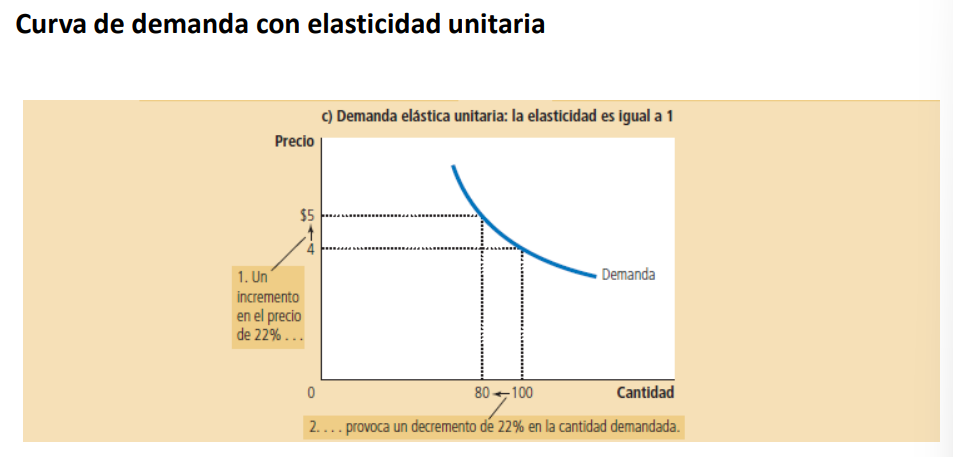 Curva de demanda con elasticidad unitaria
c) Demanda elástica unitaria: la elasticidad es igual a 1
Precio
$5
4
1. Un
incremento
en el precio
de 22% . . .
Demanda
0
80
100
Cantidad
2. . . . provoca un decremento de 22% en la cantidad demandada.